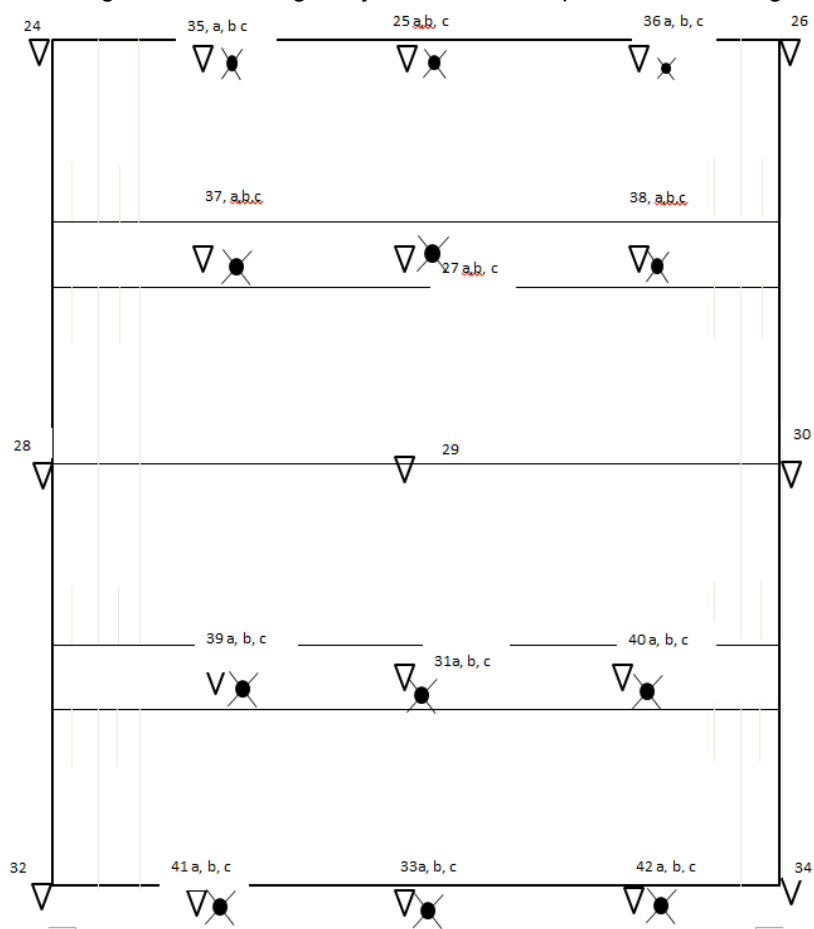 24
35, a, b c
25 a,b, c
36 a, b, c
26
37, a,b,c
38, a,b,c
27 a,b, c
28
29
30
39 a, b, c
31a, b, c
40 a, b, c
32
41 a, b, c
33a, b, c
42 a, b, c
34